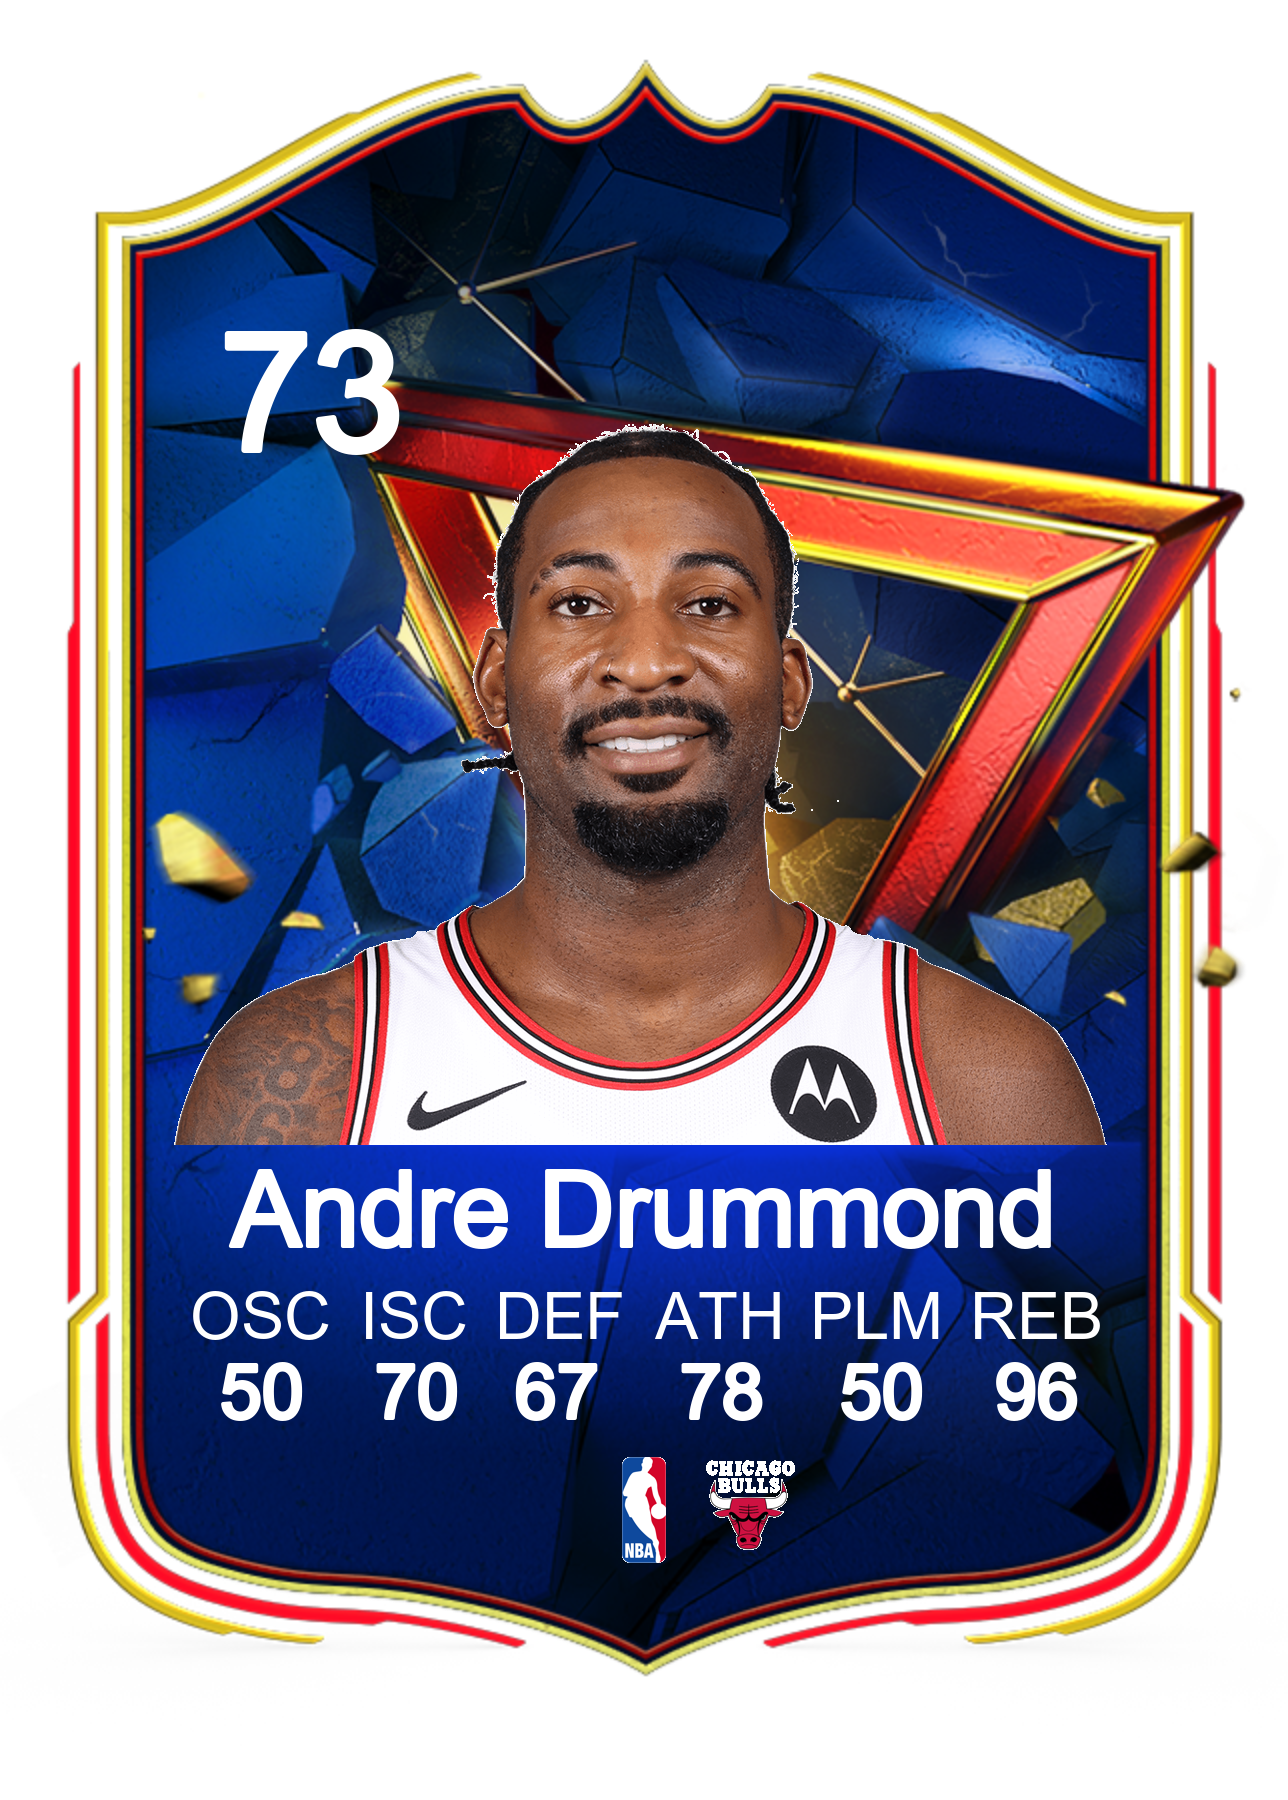 73
Andre Drummond
OSC ISC DEF ATH PLM REB
50 70 67 78 50 96
CHICAGO
BULLS
NBA